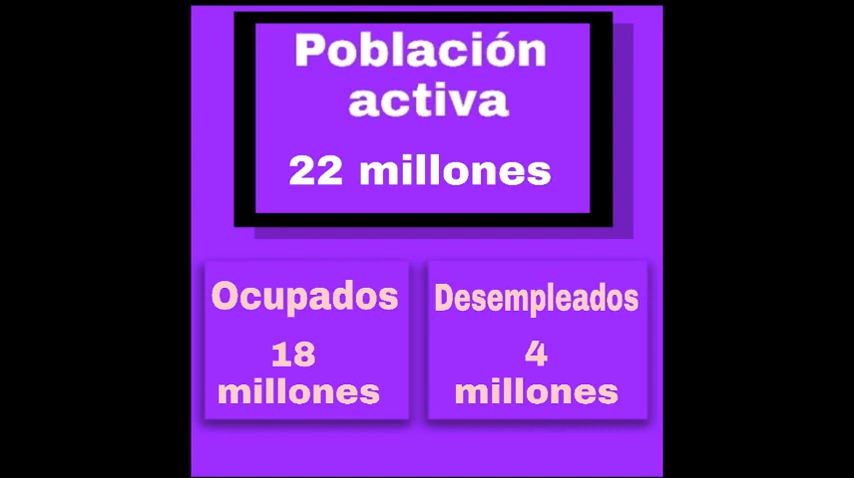 Población
activa
22 millones
Ocupados
18
millones
Desempleados
4
millones